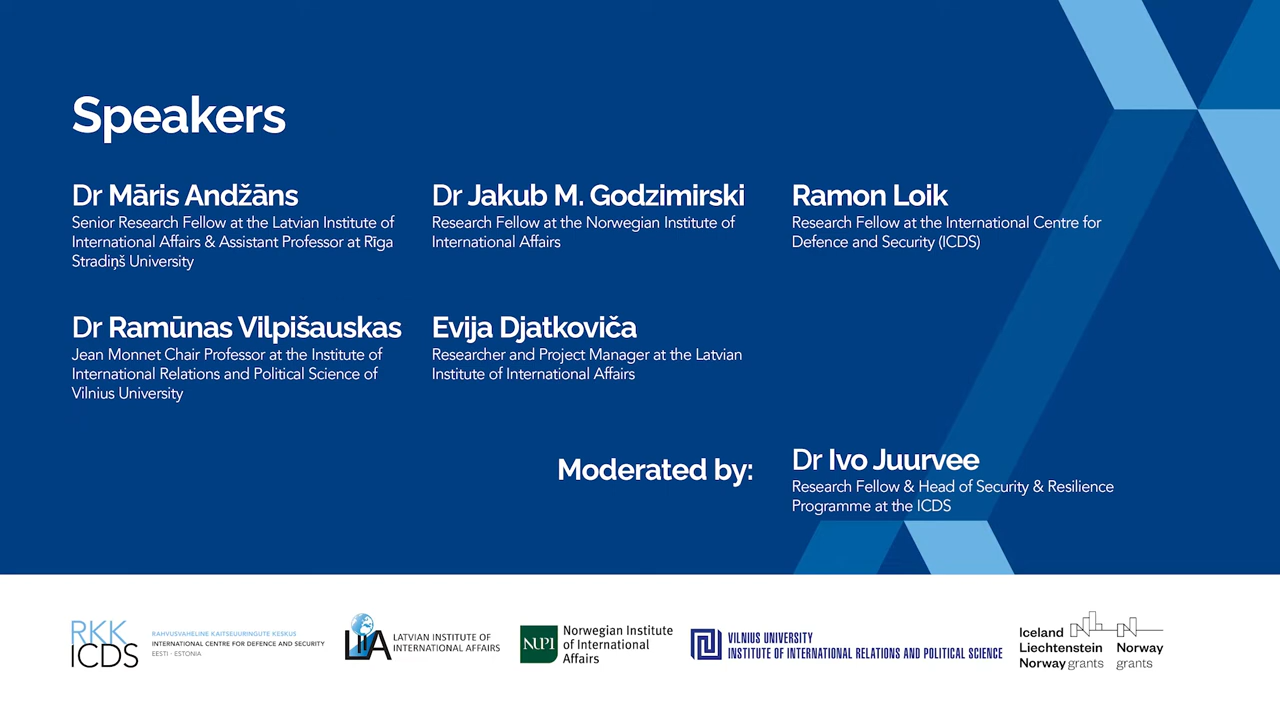 Speakers
Dr Māris Andžāns
Senior Research Fellow at the Latvian Institute of
International Affairs & Assistant Professor at Rīga
Stradiņš University
Dr Jakub M. Godzimirski
Research Fellow at the Norwegian Institute of
International Affairs
Ramon Loik
Research Fellow at the International Centre for
Defence and Security (ICDS)
Dr Ramūnas Vilpišauskas
Jean Monnet Chair Professor at the Institute of
International Relations and Political Science of
Vilnius University
Evija Djatkoviča
Researcher and Project Manager at the Latvian
Institute of International Affairs
Moderated by:
Dr Ivo Juurvee
Research Fellow & Head of Security & Resilience
Programme at the ICDS
RKK
ICDS
RAHVUSVAHELINE KAITSEUURINGUTE KESKUS
INTERNATIONAL CENTRE FOR DEFENCE AND SECURITY
EESTI · ESTONIA
LIIA
LATVIAN INSTITUTE OF
INTERNATIONAL AFFAIRS
NUPI
Norwegian Institute
of International
Affairs
VILNIUS UNIVERSITY
INSTITUTE OF INTERNATIONAL RELATIONS AND POLITICAL SCIENCE
Iceland
Liechtenstein
Norway grants
Norway
grants